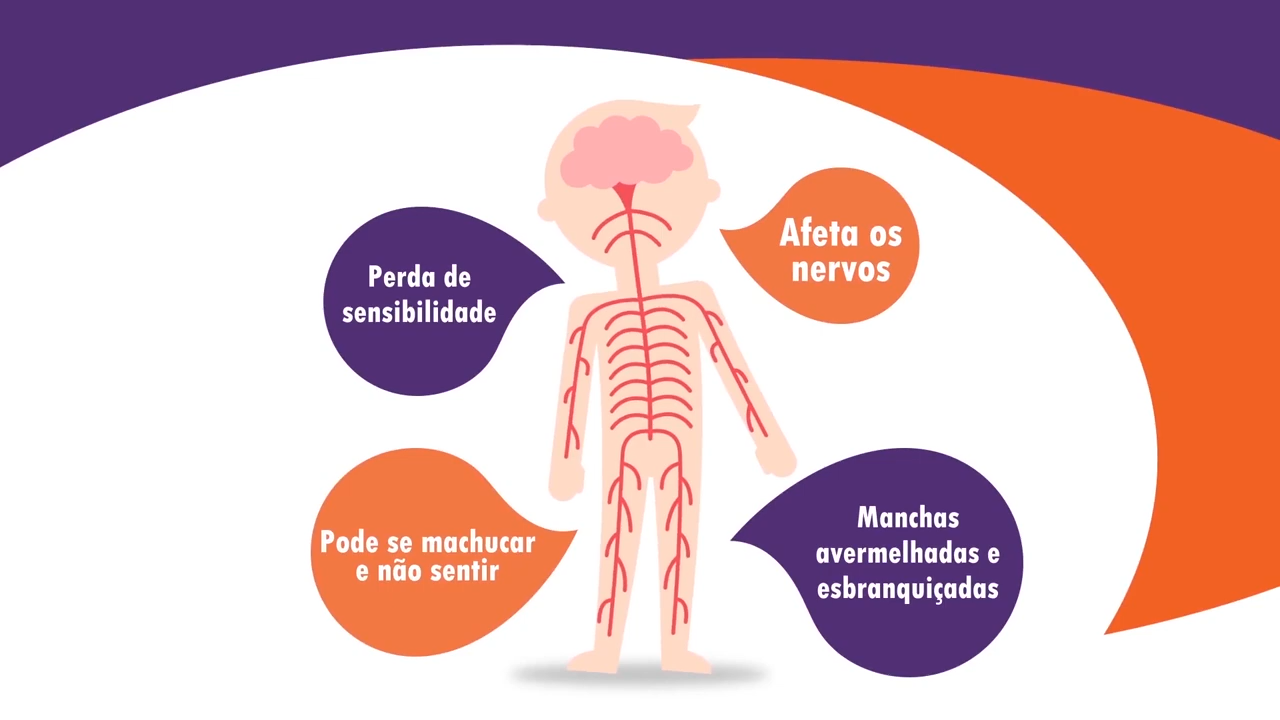 Afeta os
nervos
Perda de
sensibilidade
Pode se machucar
e não sentir
Manchas
avermelhadas e
esbranquiçadas